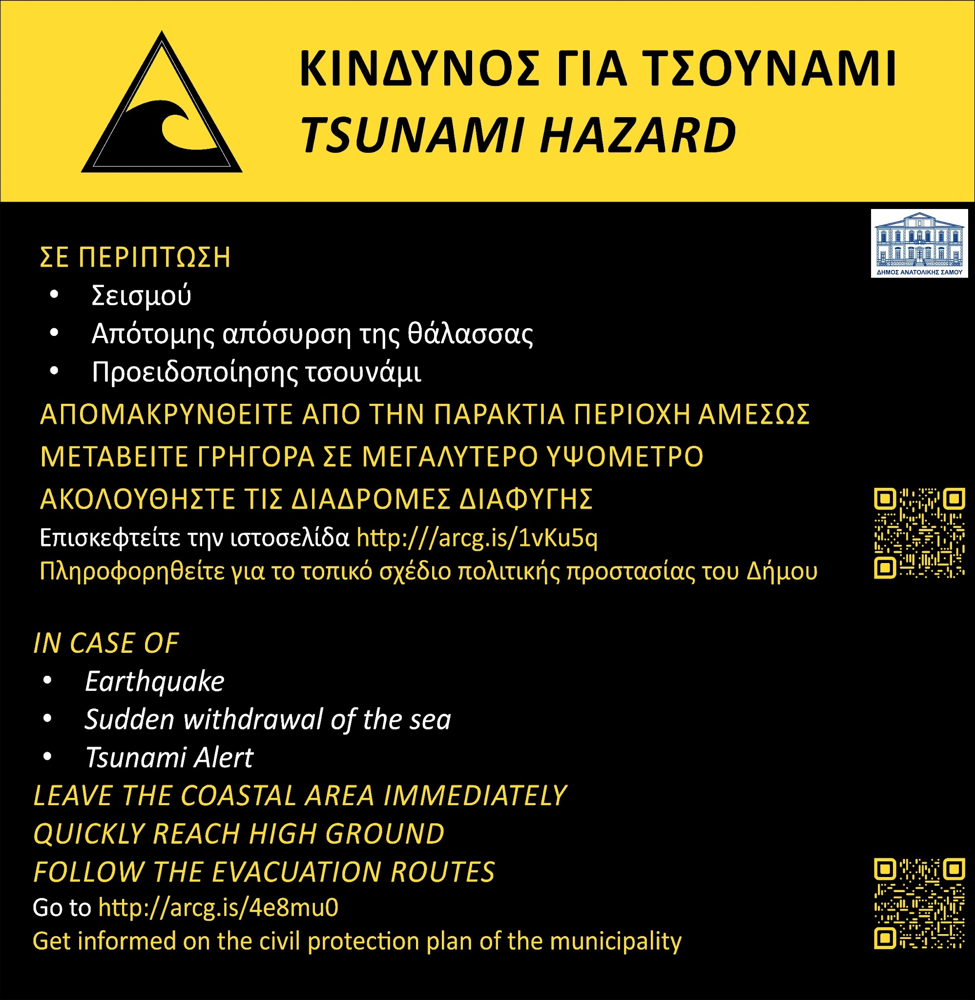 ΚΙΝΔΥΝΟΣ ΓΙΑ ΤΣΟΥΝΑΜΙ
TSUNAMI HAZARD
ΔΗΜΟΣ ΑΝΑΤΟΛΙΚΗΣ ΣΑΜΟΥ
ΣΕ ΠΕΡΙΠΤΩΣΗ
• Σεισμού
• Απότομης απόσυρση της θάλασσας
• Προειδοποίησης τσουνάμι
ΑΠΟΜΑΚΡΥΝΘΕΙΤΕ ΑΠΟ ΤΗΝ ΠΑΡΑΚΤΙΑ ΠΕΡΙΟΧΗ ΑΜΕΣΩΣ
ΜΕΤΑΒΕΙΤΕ ΓΡΗΓΟΡΑ ΣΕ ΜΕΓΑΛΥΤΕΡΟ ΥΨΟΜΕΤΡΟ
ΑΚΟΛΟΥΘΗΣΤΕ ΤΙΣ ΔΙΑΔΡΟΜΕΣ ΔΙΑΦΥΓΗΣ
Επισκεφτείτε την ιστοσελίδα http:///arcg.is/1vKu5q
Πληροφορηθείτε για το τοπικό σχέδιο πολιτικής προστασίας του Δήμου
IN CASE OF
• Earthquake
• Sudden withdrawal of the sea
• Tsunami Alert
LEAVE THE COASTAL AREA IMMEDIATELY
QUICKLY REACH HIGH GROUND
FOLLOW THE EVACUATION ROUTES
Go to http://arcg.is/4e8mu0
Get informed on the civil protection plan of the municipality